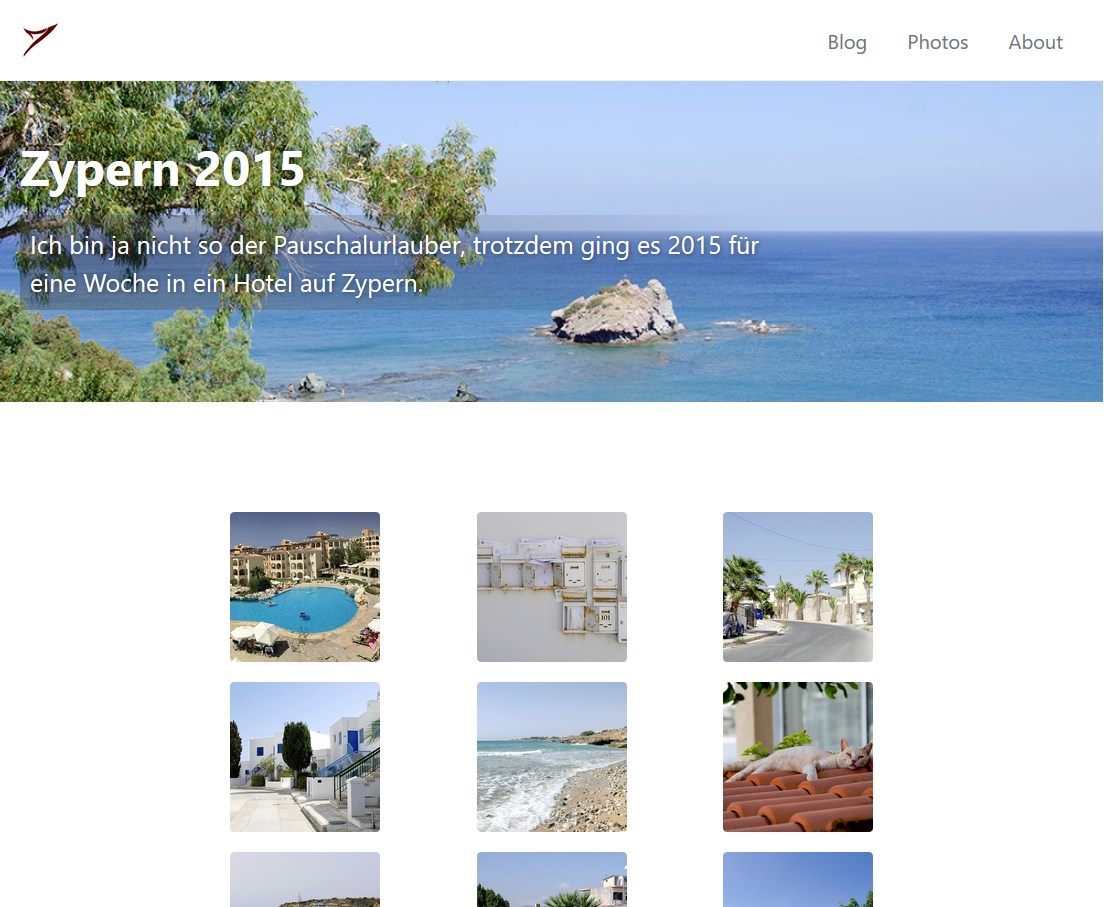 Blog
Photos
About
Zypern 2015
Ich bin ja nicht so der Pauschalurlauber, trotzdem ging es 2015 für
eine Woche in ein Hotel auf Zypern.
101